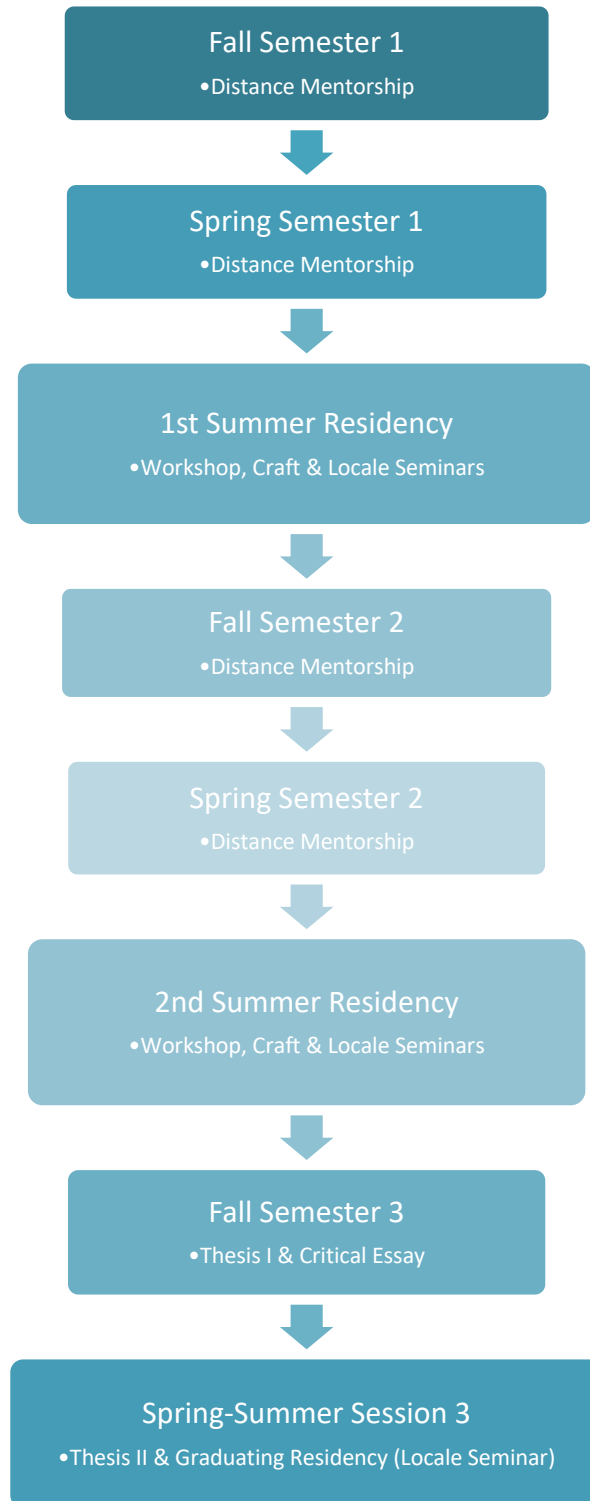 Fall Semester 1
•Distance Mentorship
Spring Semester 1
•Distance Mentorship
1st Summer Residency
•Workshop, Craft & Locale Seminars
Fall Semester 2
•Distance Mentorship
Spring Semester 2
•Distance Mentorship
2nd Summer Residency
•Workshop, Craft & Locale Seminars
Fall Semester 3
•Thesis I & Critical Essay
Spring-Summer Session 3
•Thesis II & Graduating Residency (Locale Seminar)